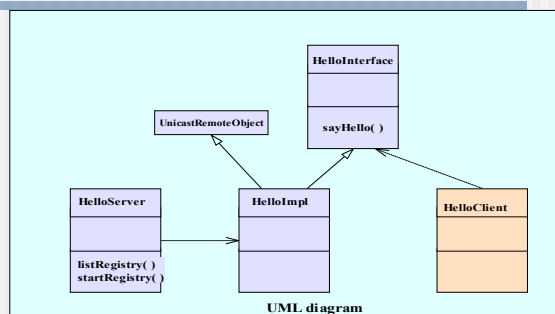 HelloInterface
sayHello( )
UnicastRemoteObject
HelloServer
HelloImpl
HelloClient
listRegistry( )
startRegistry( )
UML diagram